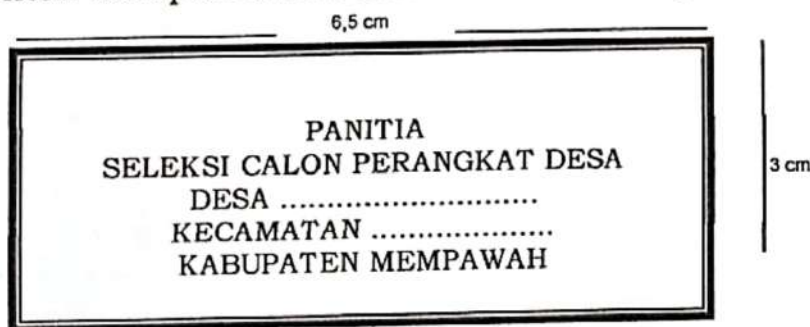 6,5 cm
PANITIA
SELEKSI CALON PERANGKAT DESA
DESA ............................
KECAMATAN ....................
KABUPATEN MEMPAWAH
3 cm